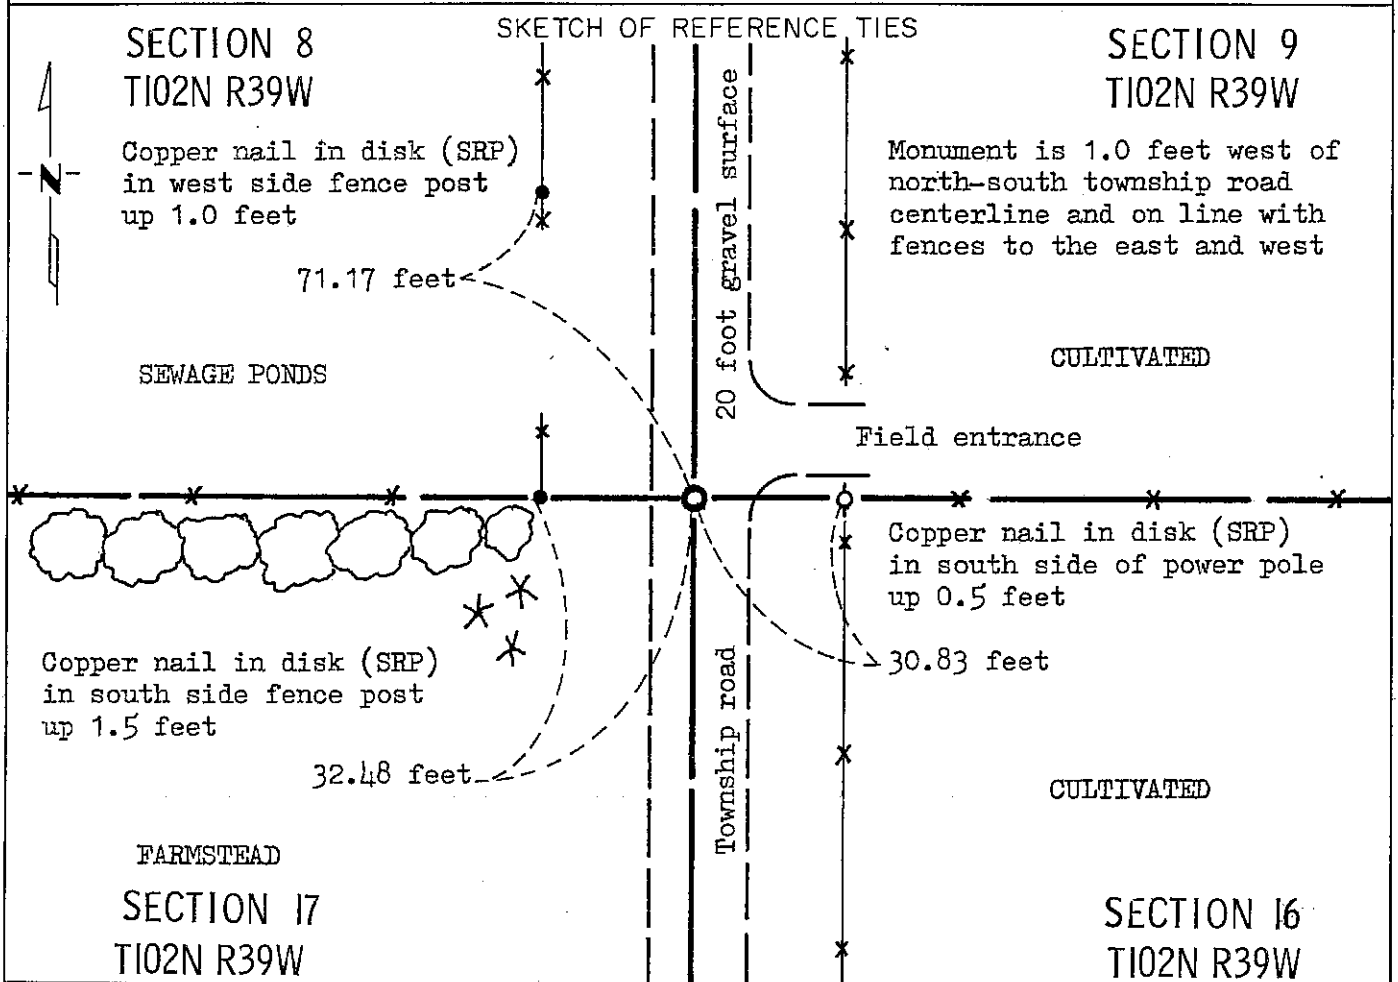 SKETCH OF REFERENCE TIES
SECTION 8
T102N R39W
SECTION 9
T102N R39W
N
Copper nail in disk (SRP)
in west side fence post
up 1.0 feet
71.17 feet
20 foot gravel surface
Monument is 1.0 feet west of
north-south township road
centerline and on line with
fences to the east and west
SEWAGE PONDS
CULTIVATED
Field entrance
Copper nail in disk (SRP)
in south side of power pole
up 0.5 feet
30.83 feet
Copper nail in disk (SRP)
in south side fence post
up 1.5 feet
32.48 feet
Township road
CULTIVATED
FARMSTEAD
SECTION 17
T102N R39W
SECTION 16
T102N R39W